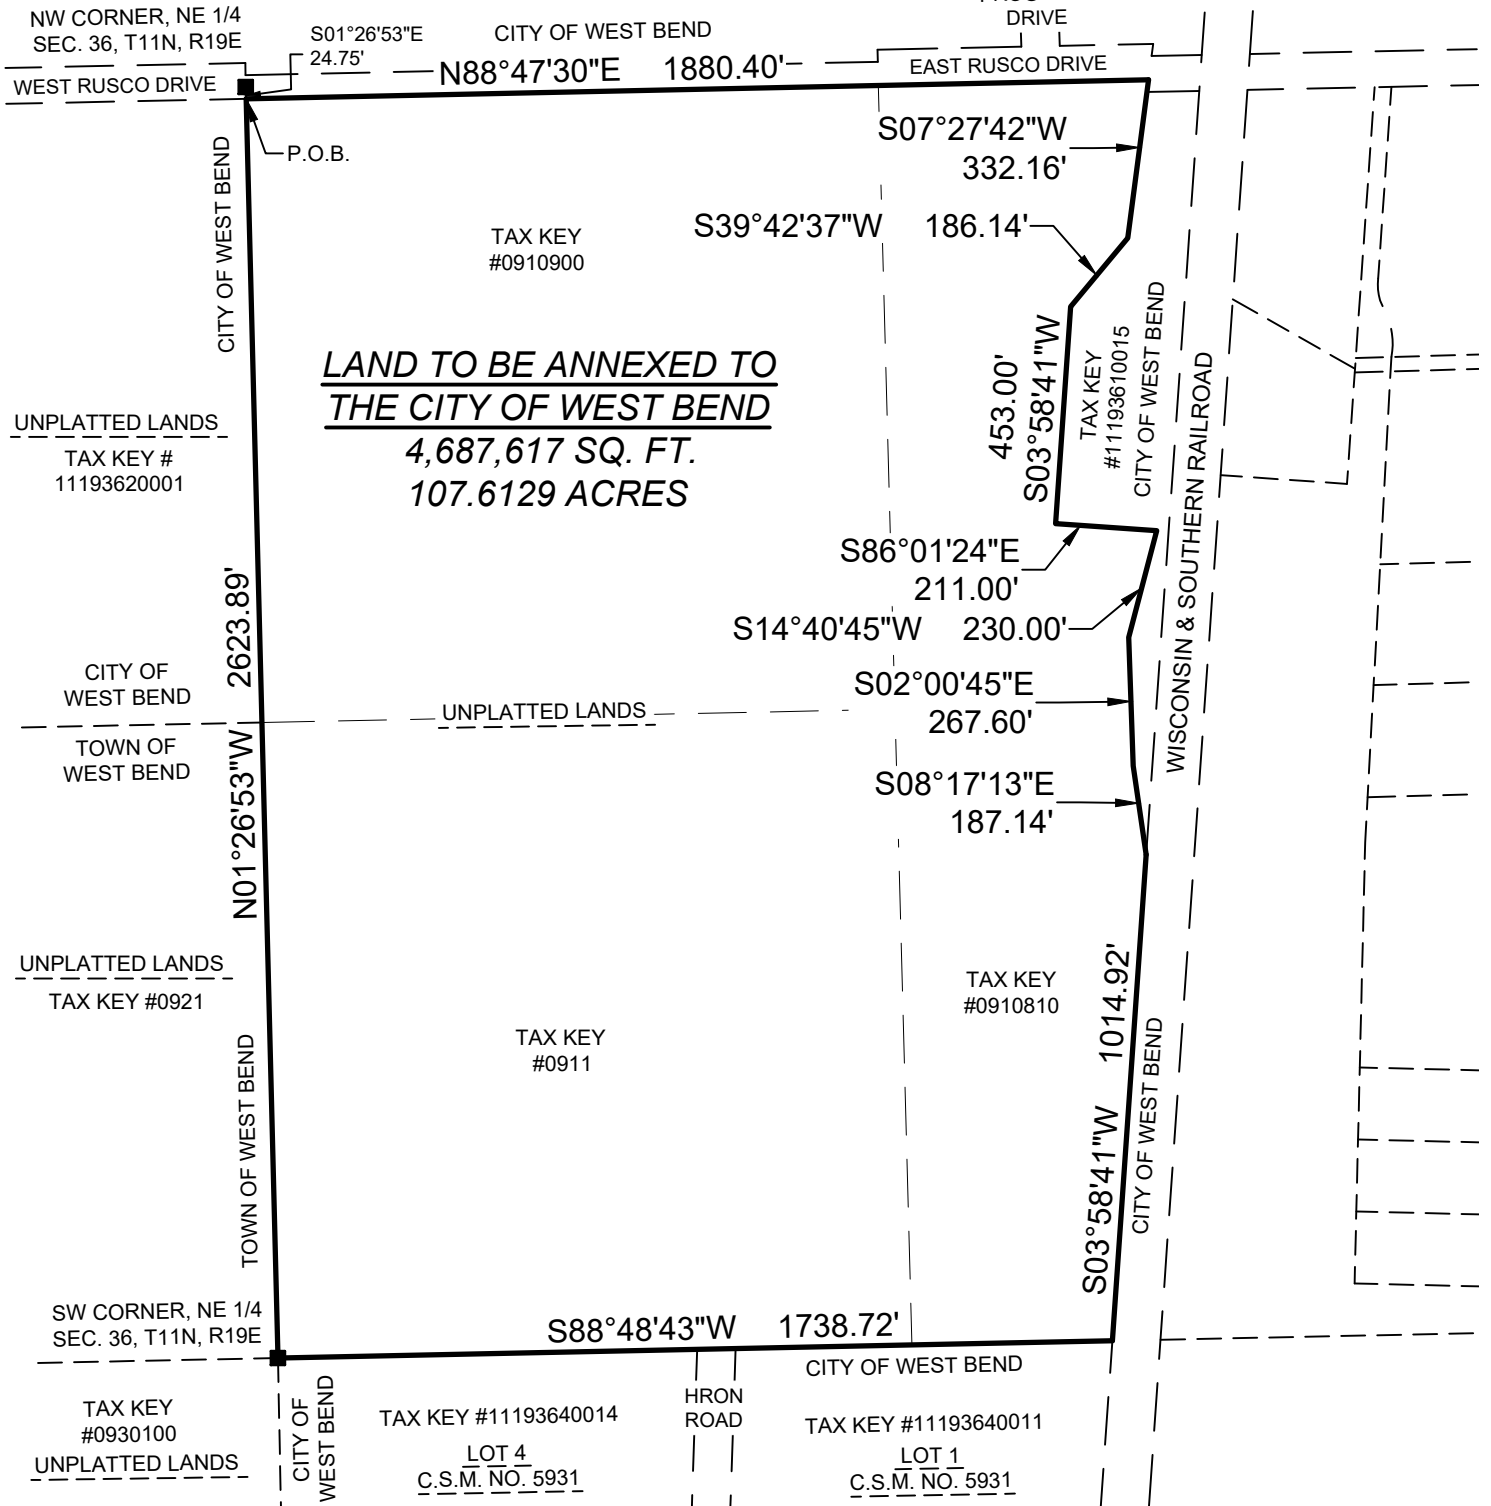 NW CORNER, NE 1/4
SEC. 36, T11N, R19E
S01°26'53"E
24.75'
CITY OF WEST BEND
DRIVE
WEST RUSCO DRIVE
N88°47'30"E 1880.40'
EAST RUSCO DRIVE
P.O.B.
CITY OF WEST BEND
S07°27'42"W
332.16'
S39°42'37"W 186.14'
TAX KEY
#0910900
LAND TO BE ANNEXED TO
THE CITY OF WEST BEND
4,687,617 SQ. FT.
107.6129 ACRES
453.00'
S03°58'41"W
TAX KEY
#11193610015
CITY OF WEST BEND
WISCONSIN & SOUTHERN RAILROAD
UNPLATTED LANDS
TAX KEY #
11193620001
S86°01'24"E
211.00'
S14°40'45"W 230.00'
2623.89'
N01°26'53"W
CITY OF
WEST BEND
TOWN OF
WEST BEND
UNPLATTED LANDS
S02°00'45"E
267.60'
S08°17'13"E
187.14'
UNPLATTED LANDS
TAX KEY #0921
TAX KEY
#0910810
TAX KEY
#0911
1014.92'
S03°58'41"W
CITY OF WEST BEND
TOWN OF WEST BEND
SW CORNER, NE 1/4
SEC. 36, T11N, R19E
S88°48'43"W 1738.72'
CITY OF WEST BEND
TAX KEY
#0930100
UNPLATTED LANDS
CITY OF
WEST BEND
TAX KEY #11193640014
LOT 4
C.S.M. NO. 5931
HRON
ROAD
TAX KEY #11193640011
LOT 1
C.S.M. NO. 5931